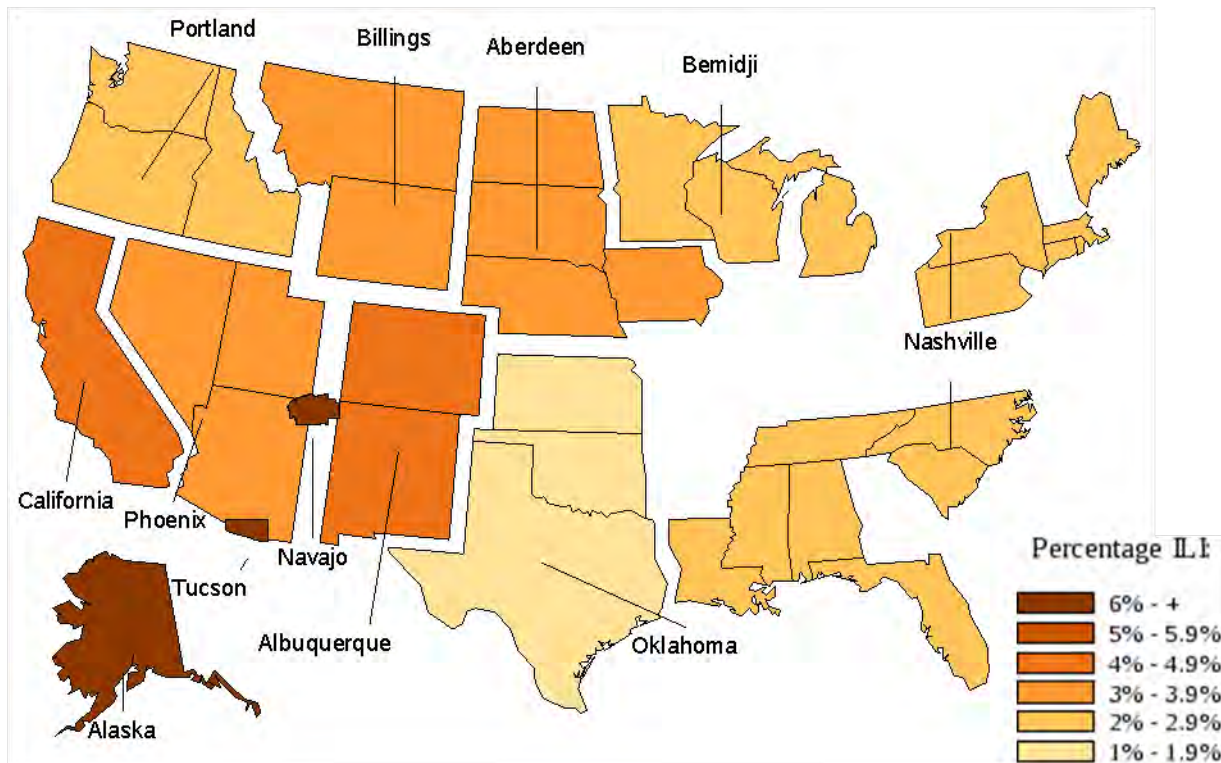 Portland
Billings
Aberdeen
Bemidji
Nashville
California
Phoenix
Navajo
Tucson
Albuquerque
Oklahoma
Alaska
Percentage ILI:
6% - +
5% - 5.9%
4% - 4.9%
3% - 3.9%
2% - 2.9%
1% - 1.9%